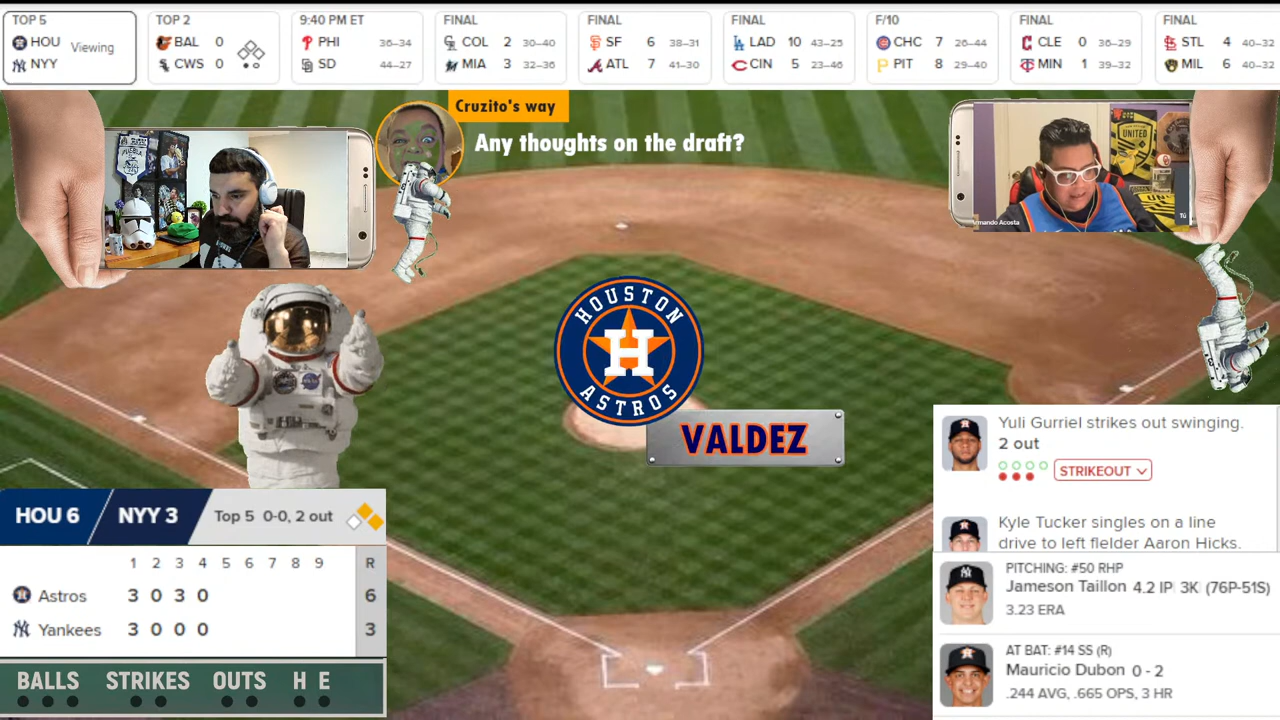 TOP 5
HOU Viewing
NYY
TOP 2
BAL 0
CWS 0
9:40 PM ET
PHI 36-34
SD 44-27
FINAL
COL 2 30-40
MIA 3 32-36
FINAL
SF 6 38-31
ATL 7 41-30
FINAL
LAD 10 43-25
CIN 5 23-46
F/10
CHC 7 26-44
PIT 8 29-40
FINAL
CLE 0 36-29
MIN 1 39-32
FINAL
STL 4 40-32
MIL 6 40-32
Cruzito's way
Any thoughts on the draft?
UNITED
Armando Acosta
Tú
HOUSTON
H
ASTROS
VALDEZ
HOU 6 NYY 3 Top 5 0-0, 2 out
1 2 3 4 5 6 7 8 9 R
Astros 3 0 3 0 6
Yankees 3 0 0 0 3
BALLS STRIKES OUTS H E
Yuli Gurriel strikes out swinging.
2 out
STRIKEOUT
Kyle Tucker singles on a line
drive to left fielder Aaron Hicks.
PITCHING: #50 RHP
Jameson Taillon 4.2 IP 3K (76P-51S)
3.23 ERA
AT BAT: #14 SS (R)
Mauricio Dubon 0 - 2
.244 AVG, .665 OPS, 3 HR